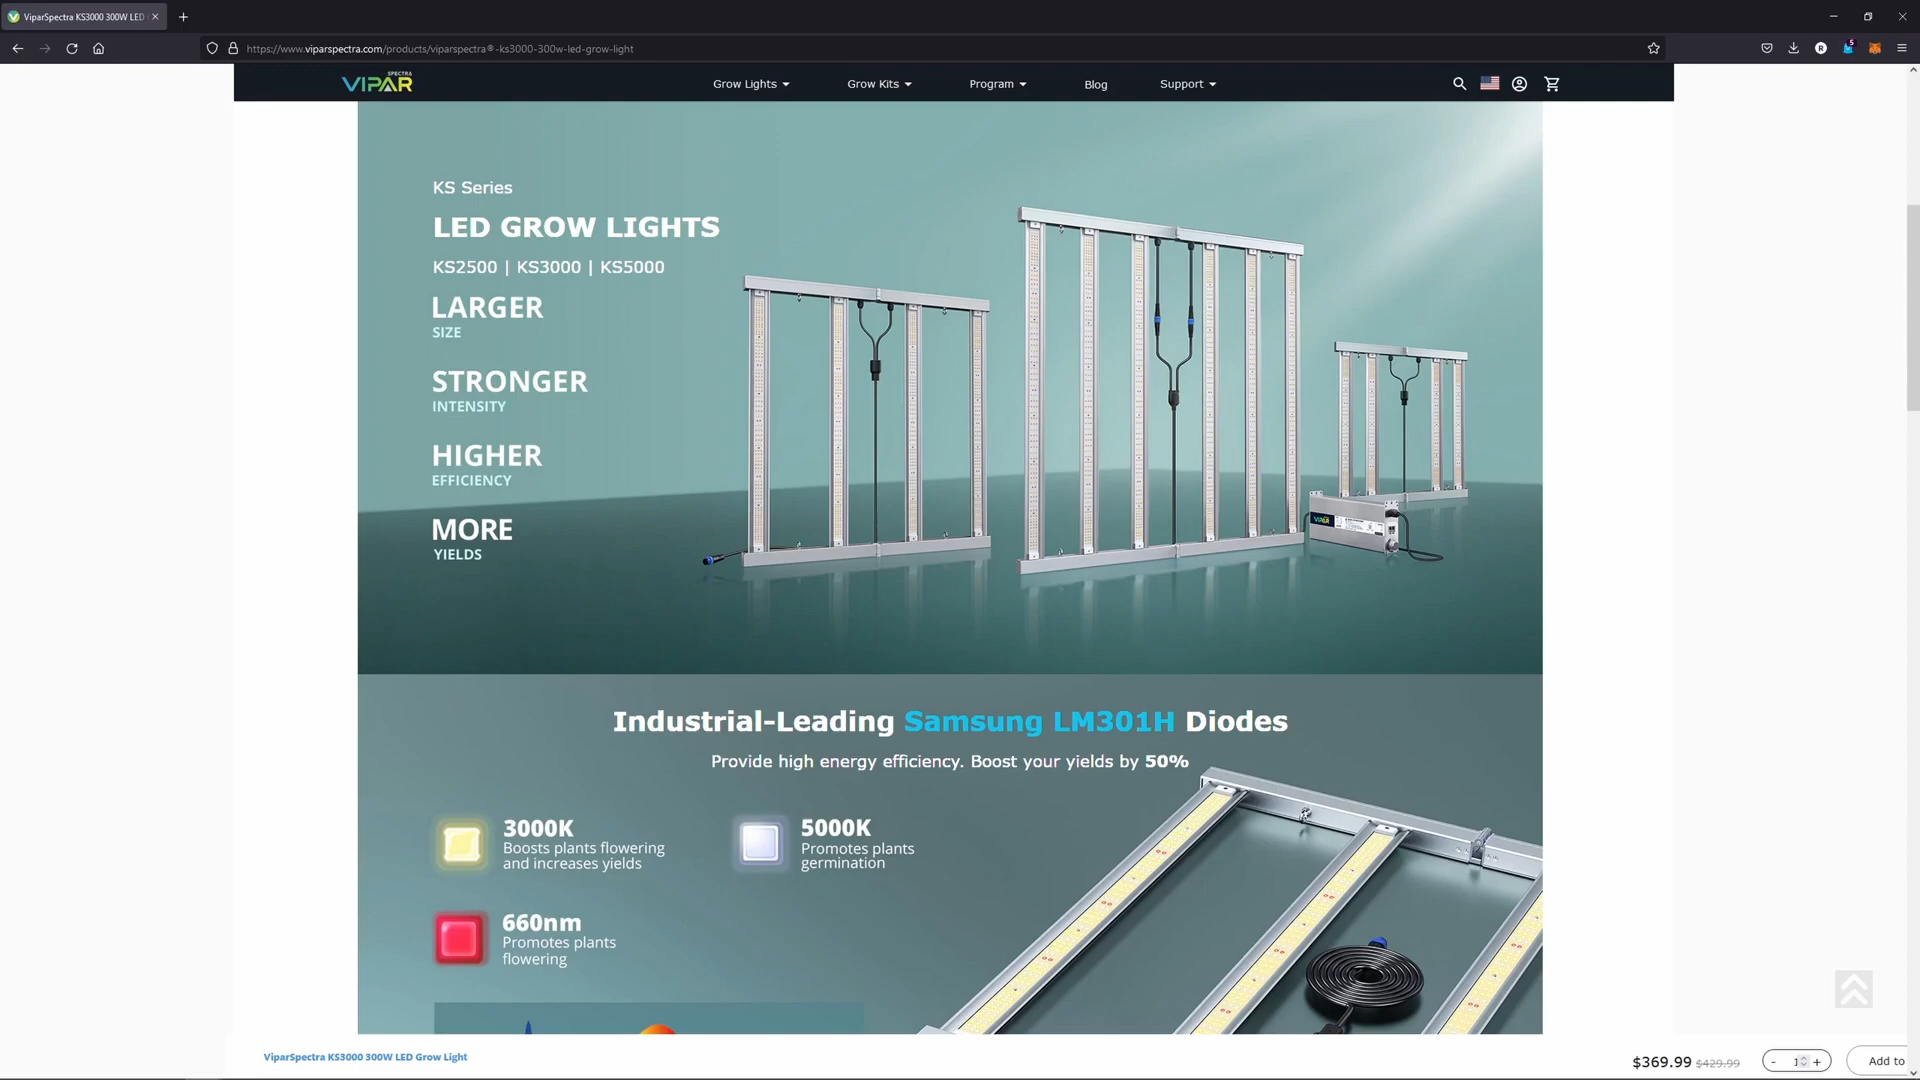 ViparSpectra KS3000 300W LED
https://www.viparspectra.com/products/viparspectra®-ks3000-300w-led-grow-light
5
VIPAR SPECTRA
Grow Lights
Grow Kits
Program
Blog
Support
KS Series
LED GROW LIGHTS
KS2500 | KS3000 | KS5000
LARGER
SIZE
STRONGER
INTENSITY
HIGHER
EFFICIENCY
MORE
YIELDS
VIPAR
Industrial-Leading Samsung LM301H Diodes
Provide high energy efficiency. Boost your yields by 50%
3000K
Boosts plants flowering
and increases yields
5000K
Promotes plants
germination
660nm
Promotes plants
flowering
ViparSpectra KS3000 300W LED Grow Light
$369.99 $429.99
- 1 +
Add to